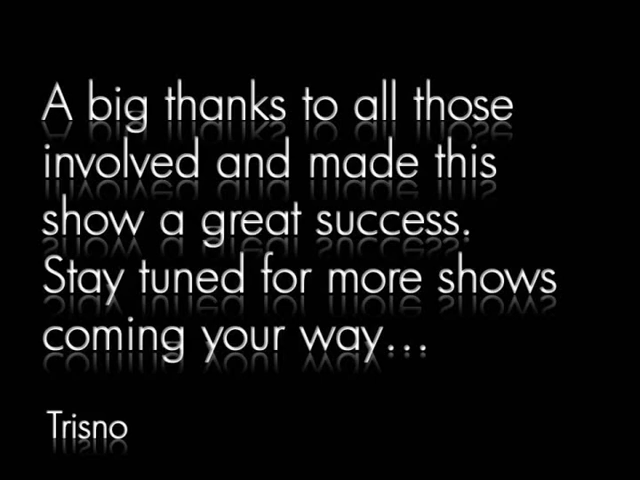 A big thanks to all those
involved and made this
show a great success.
Stay tuned for more shows
coming your way...
Trisno